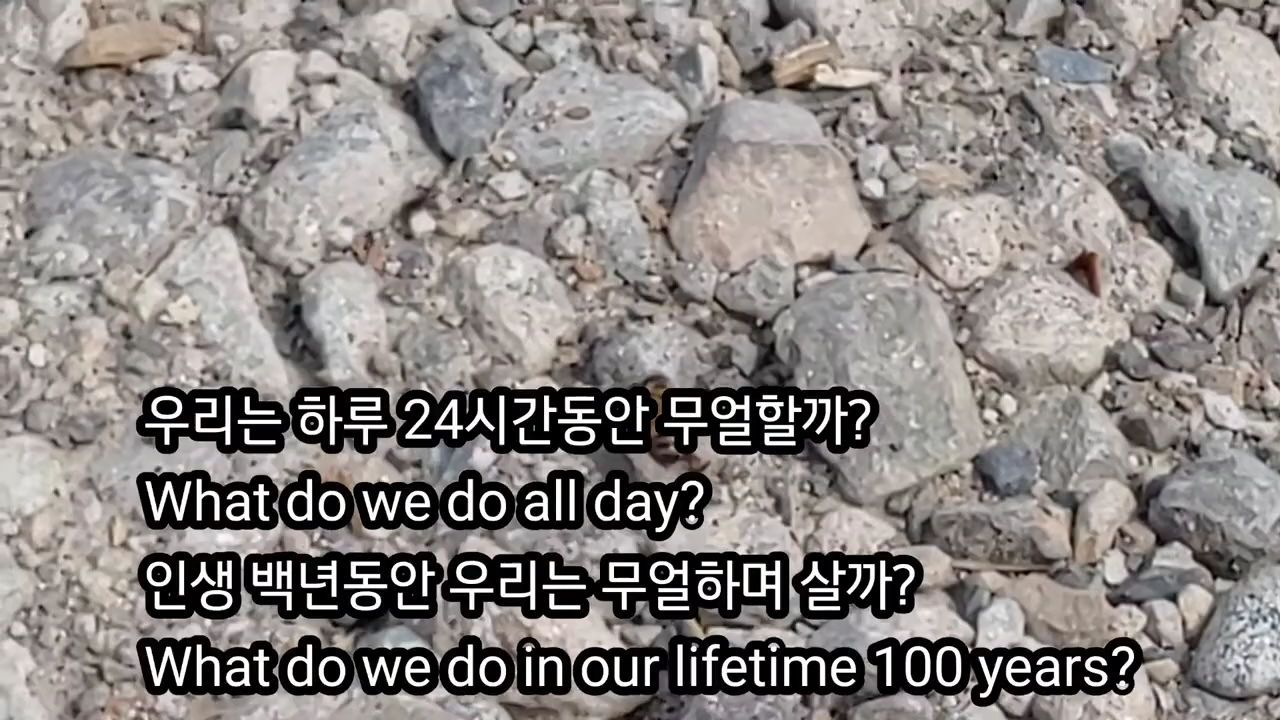 우리는 하루 24시간동안 무얼할까?
What do we do all day?
인생 백년동안 우리는 무얼하며 살까?
What do we do in our lifetime 100 years?